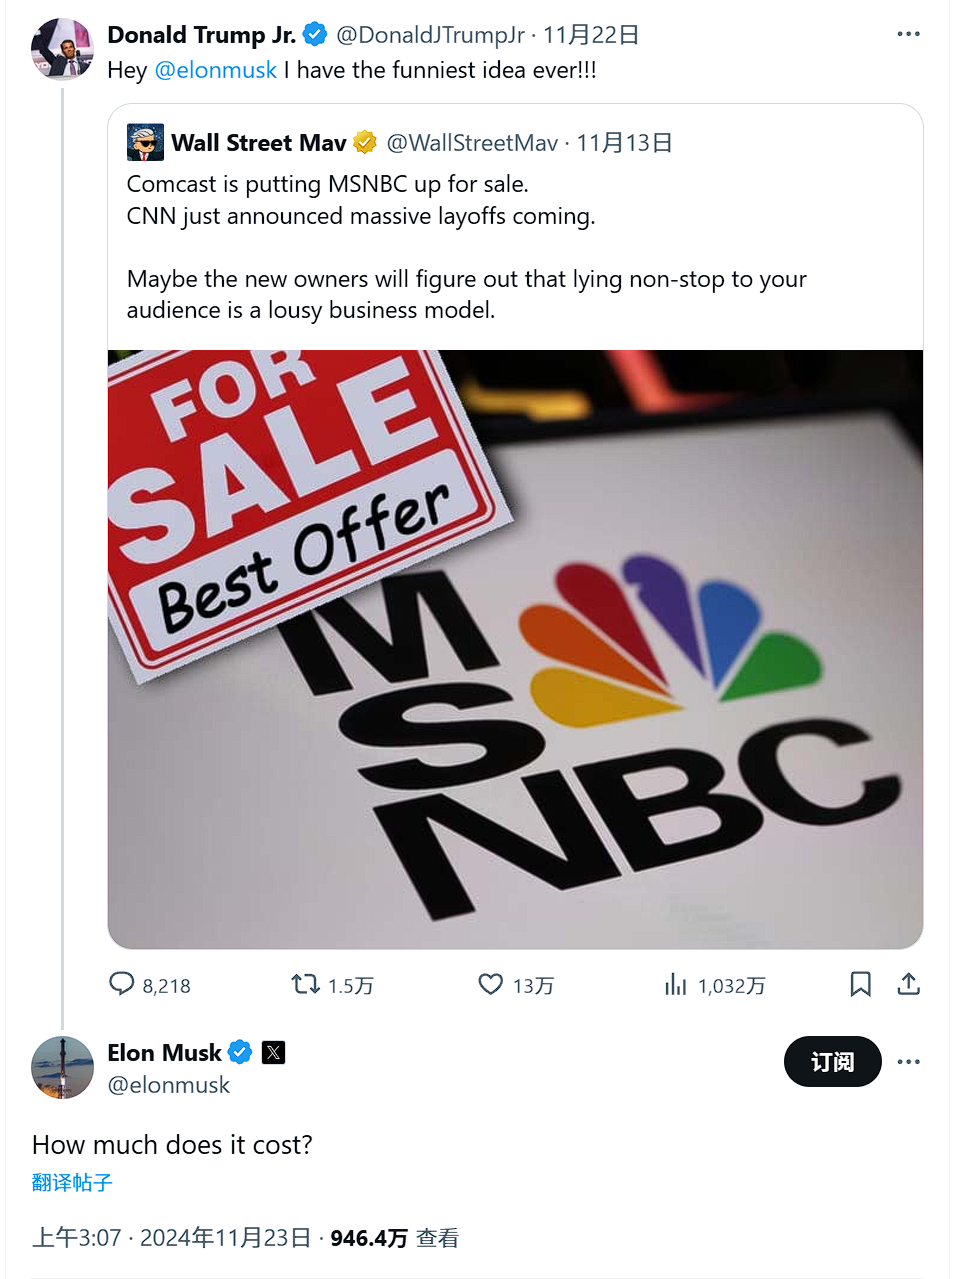 Donald Trump Jr. @DonaldJTrumpJr · 11月22日
Hey @elonmusk I have the funniest idea ever!!!
Wall Street Mav @WallStreetMav · 11月13日
Comcast is putting MSNBC up for sale.
CNN just announced massive layoffs coming.
Maybe the new owners will figure out that lying non-stop to your
audience is a lousy business model.
FOR
SALE
Best Offer
M
S
NBC
8,218 1.5万 13万 1,032万
Elon Musk X
订阅
@elonmusk
How much does it cost?
翻译帖子
上午3:07 · 2024年11月23日 · 946.4万 查看